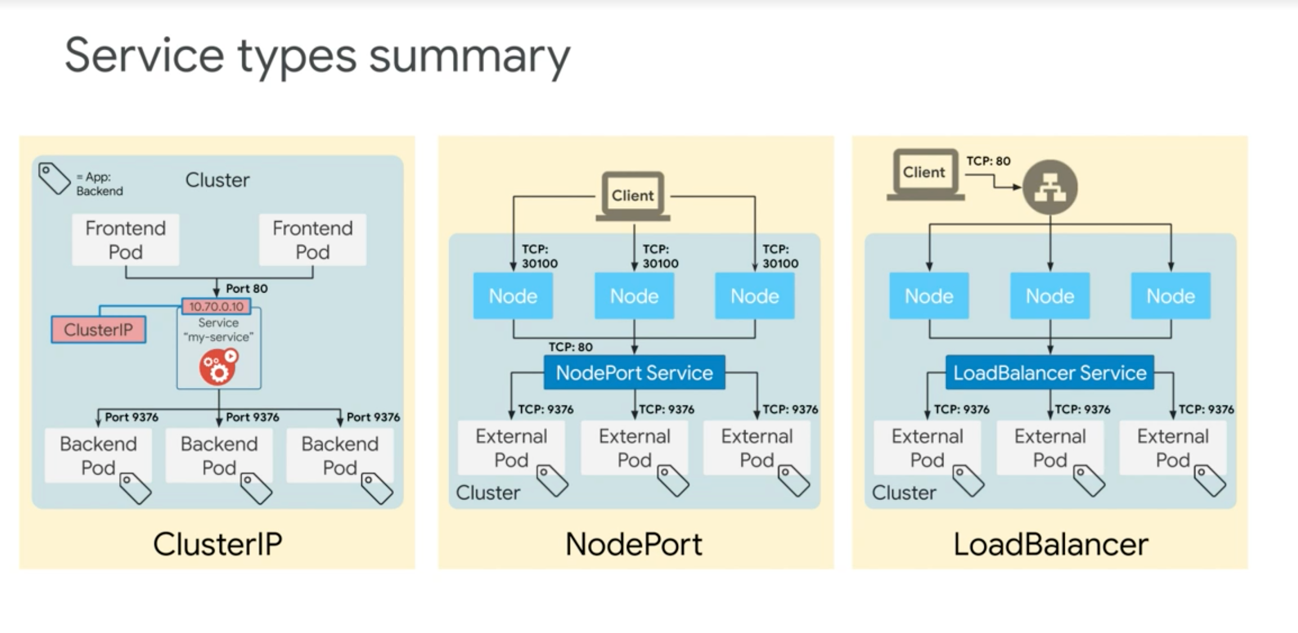 Service types summary
= App:
Backend
Cluster
Frontend
Pod
Frontend
Pod
Port 80
10.70.0.10
ClusterIP
Service
"my-service"
Port 9376
Port 9376
Port 9376
Backend
Pod
Backend
Pod
Backend
Pod
ClusterIP
Client
TCP:
30100
TCP:
30100
TCP:
30100
Node
Node
Node
TCP: 80
NodePort Service
TCP: 9376
TCP: 9376
TCP: 9376
External
Pod
External
Pod
External
Pod
Cluster
NodePort
Client
TCP: 80
Node
Node
Node
LoadBalancer Service
TCP: 9376
TCP: 9376
TCP: 9376
External
Pod
External
Pod
External
Pod
Cluster
LoadBalancer